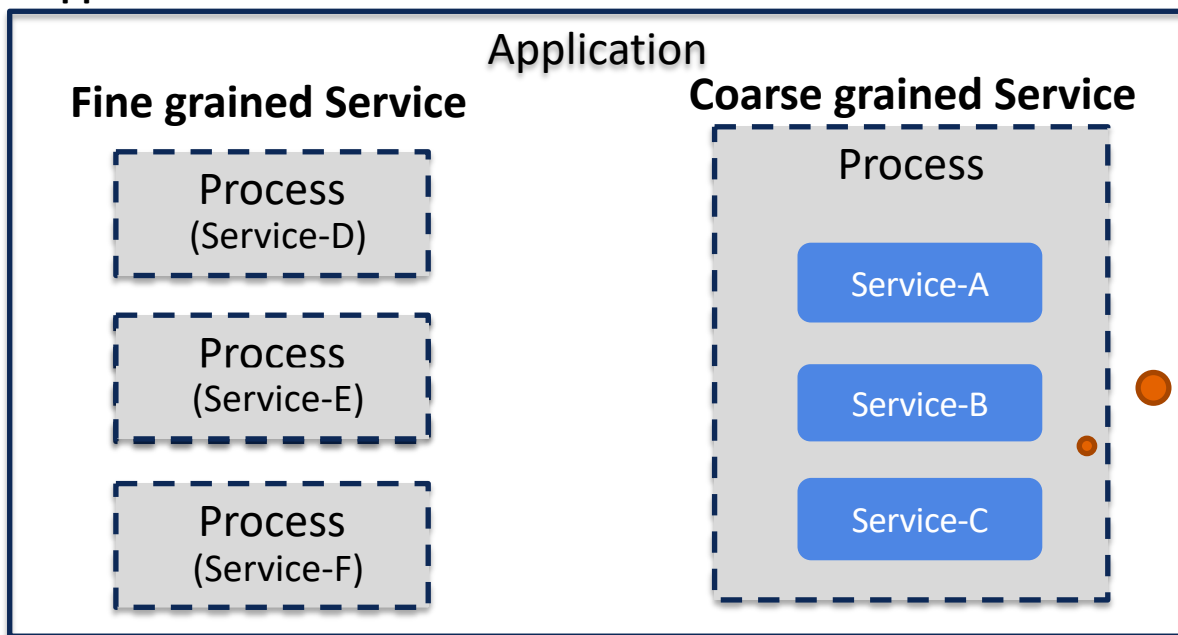 Application
Fine grained Service
Process
(Service-D)
Process
(Service-E)
Process
(Service-F)
Coarse grained Service
Process
Service-A
Service-B
Service-C